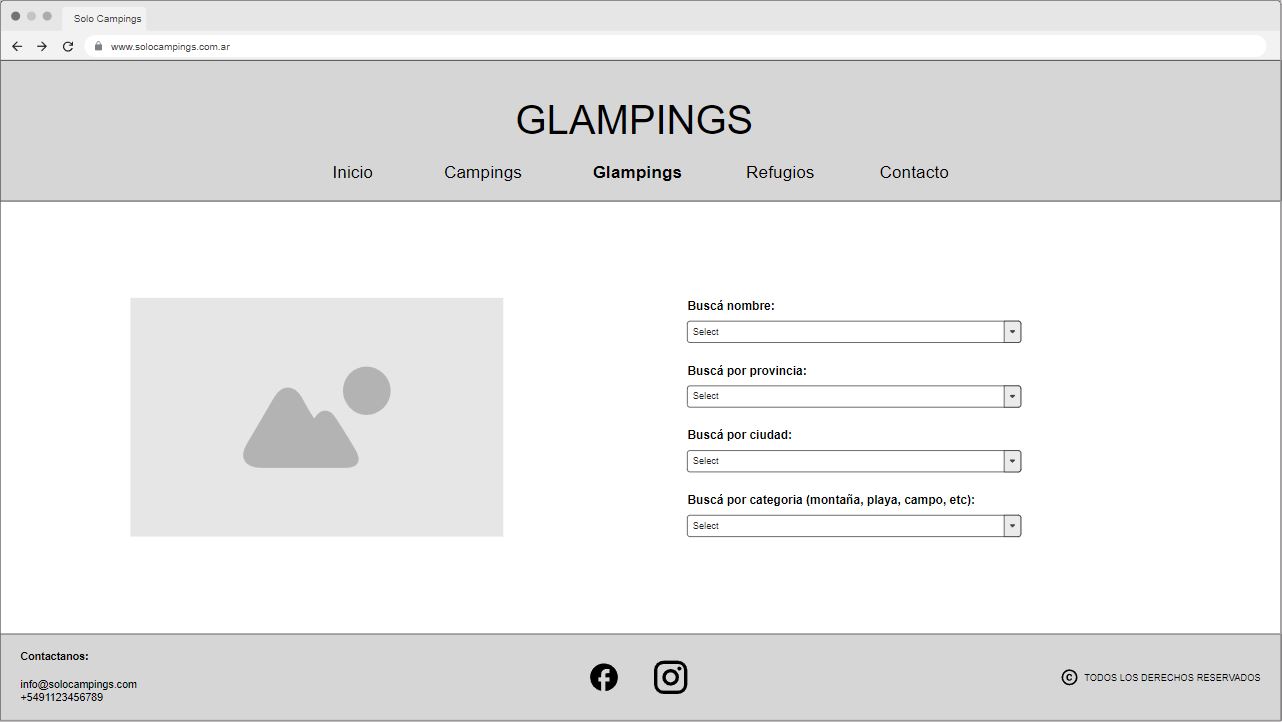 Solo Campings
www.solocampings.com.ar
GLAMPINGS
Inicio Campings Glampings Refugios Contacto
Buscá nombre:
Select
Buscá por provincia:
Select
Buscá por ciudad:
Select
Buscá por categoria (montaña, playa, campo, etc):
Select
Contactanos:
info@solocampings.com
+5491123456789
© TODOS LOS DERECHOS RESERVADOS